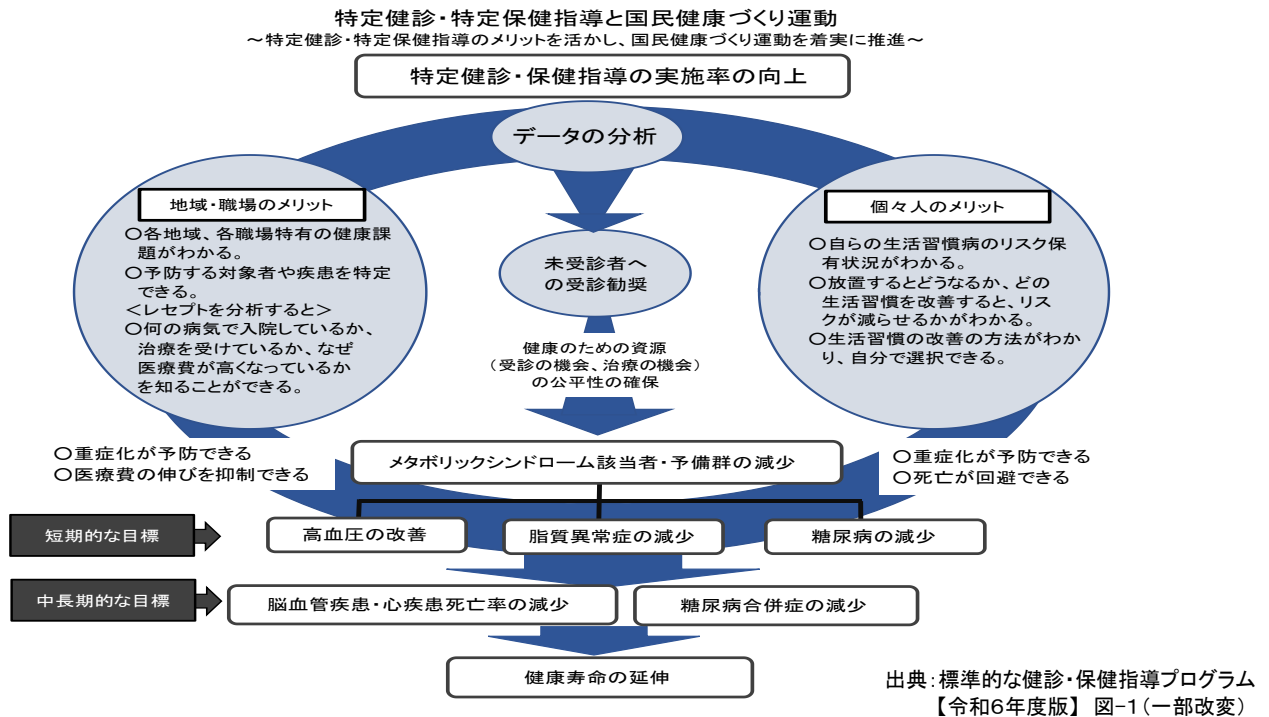 特定健診・特定保健指導と国民健康づくり運動
～特定健診・特定保健指導のメリットを活かし、国民健康づくり運動を着実に推進～
特定健診・保健指導の実施率の向上
データの分析
地域・職場のメリット
○各地域、各職場特有の健康課
題がわかる。
○予防する対象者や疾患を特定
できる。
＜レセプトを分析すると＞
○何の病気で入院しているか、
治療を受けているか、なぜ
医療費が高くなっているか
を知ることができる。
未受診者へ
の受診勧奨
個々人のメリット
○自らの生活習慣病のリスク保
有状況がわかる。
○放置するとどうなるか、どの
生活習慣を改善すると、リス
クが減らせるかがわかる。
○生活習慣の改善の方法がわか
り、自分で選択できる。
健康のための資源
（受診の機会、治療の機会）
の公平性の確保
○重症化が予防できる
○医療費の伸びを抑制できる
メタボリックシンドローム該当者・予備群の減少
○重症化が予防できる
○死亡が回避できる
短期的な目標
高血圧の改善
脂質異常症の減少
糖尿病の減少
中長期的な目標
脳血管疾患・心疾患死亡率の減少
糖尿病合併症の減少
健康寿命の延伸
出典：標準的な健診・保健指導プログラム
【令和６年度版】 図－１（一部改変）